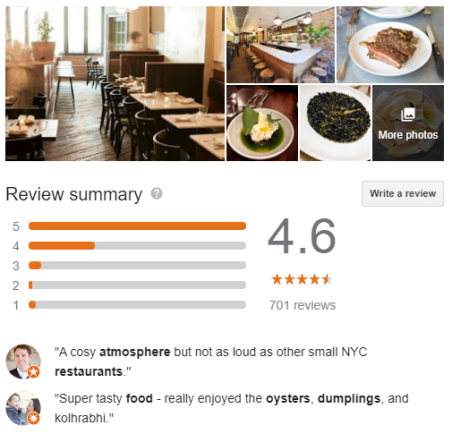 More photos
Review summary ?
Write a review
5
4
3
2
1
4.6
701 reviews
"A cosy atmosphere but not as loud as other small NYC
restaurants."
"Super tasty food - really enjoyed the oysters, dumplings, and
kolhrabhi."